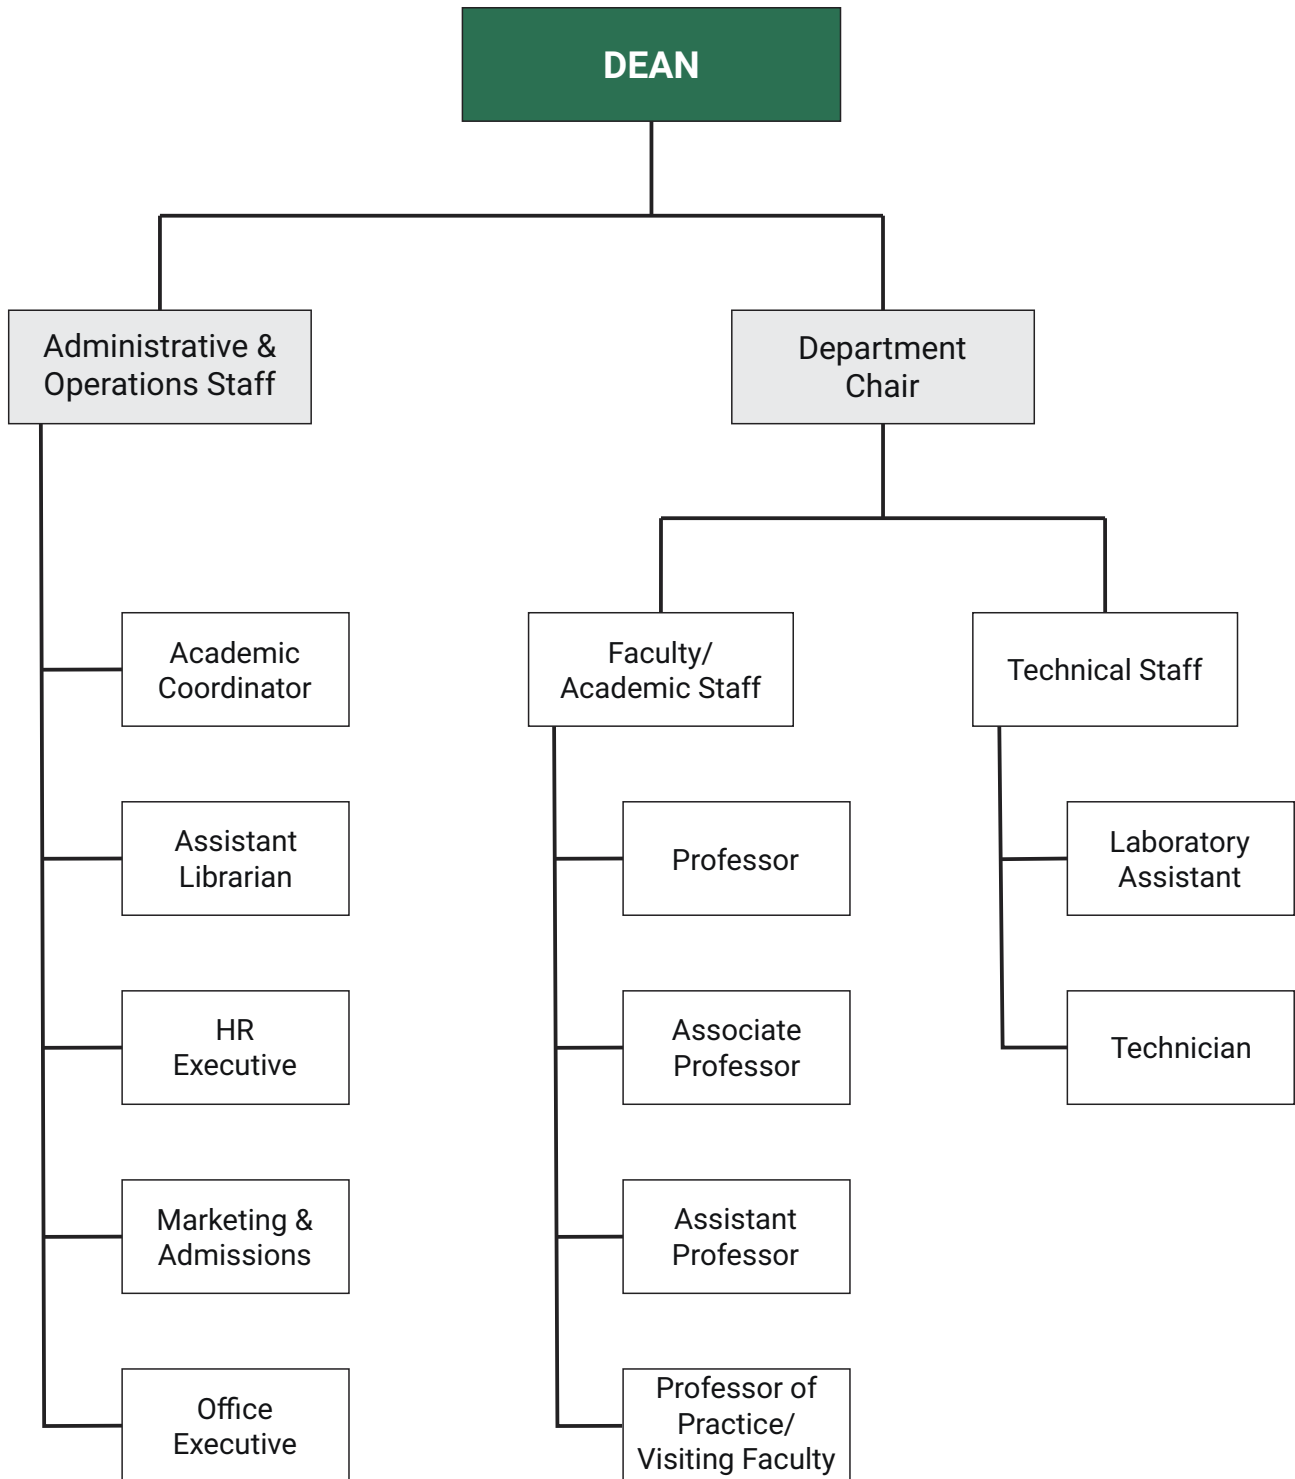 DEAN
Administrative &
Operations Staff
Department
Chair
Academic
Coordinator
Faculty/
Academic Staff
Technical Staff
Assistant
Librarian
Professor
Laboratory
Assistant
HR
Executive
Associate
Professor
Technician
Marketing &
Admissions
Assistant
Professor
Office
Executive
Professor of
Practice/
Visiting Faculty